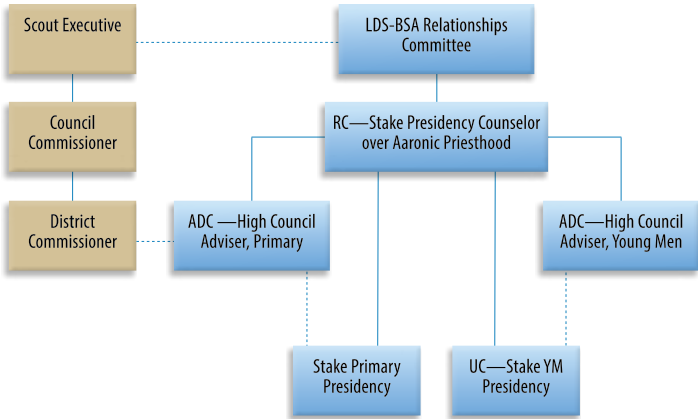 Scout Executive
LDS-BSA Relationships
Committee
Council
Commissioner
RC—Stake Presidency Counselor
over Aaronic Priesthood
District
Commissioner
ADC —High Council
Adviser, Primary
ADC—High Council
Adviser, Young Men
Stake Primary
Presidency
UC—Stake YM
Presidency